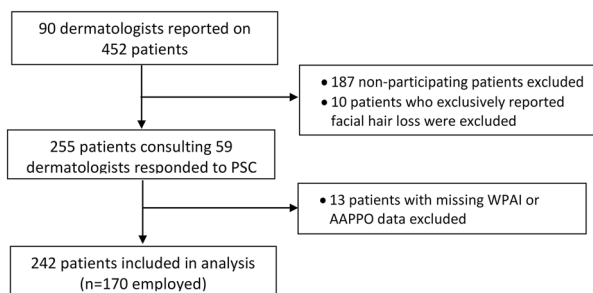 90 dermatologists reported on
452 patients
• 187 non-participating patients excluded
• 10 patients who exclusively reported
facial hair loss were excluded
255 patients consulting 59
dermatologists responded to PSC
• 13 patients with missing WPAI or
AAPPO data excluded
242 patients included in analysis
(n=170 employed)